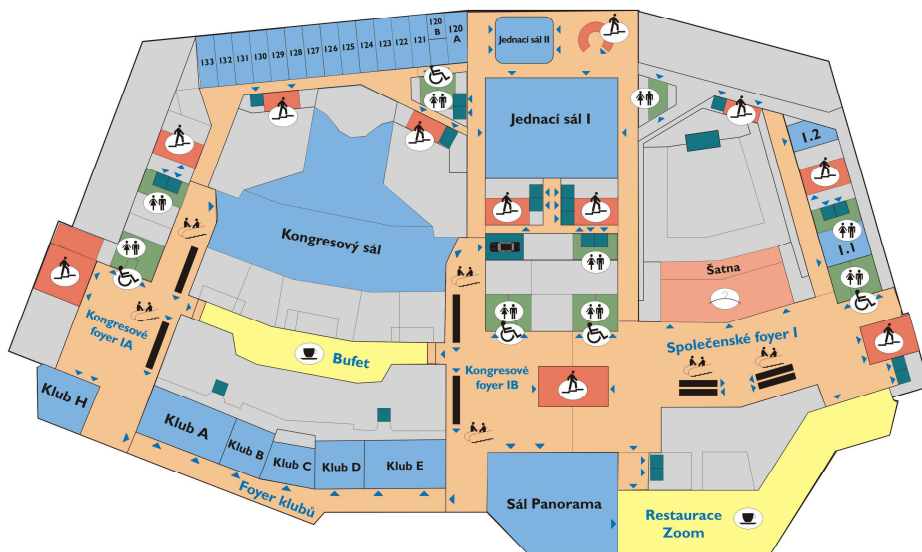 133
132
131
130
129
128
127
126
125
124
123
122
121
120
B
120
A
Jednací sál II
Jednací sál I
1.2
1.1
Kongresový sál
Šatna
Kongresové
foyer IA
Bufet
Kongresové
foyer IB
Společenské foyer I
Klub H
Klub A
Klub B
Klub C
Klub D
Klub E
Foyer klubů
Sál Panorama
Restaurace
Zoom